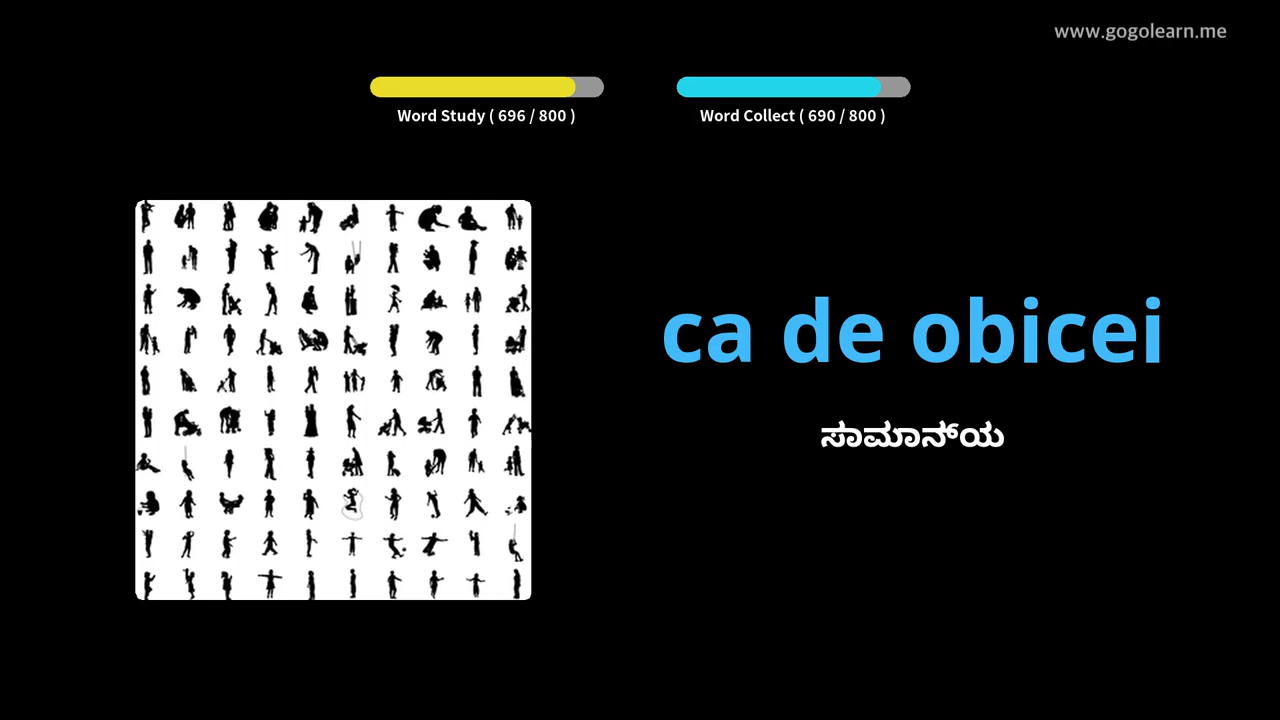 www.gogolearn.me
Word Study ( 696 / 800 )
Word Collect ( 690 / 800 )
ca de obicei
ಸಾಮಾನ್‌ಯ